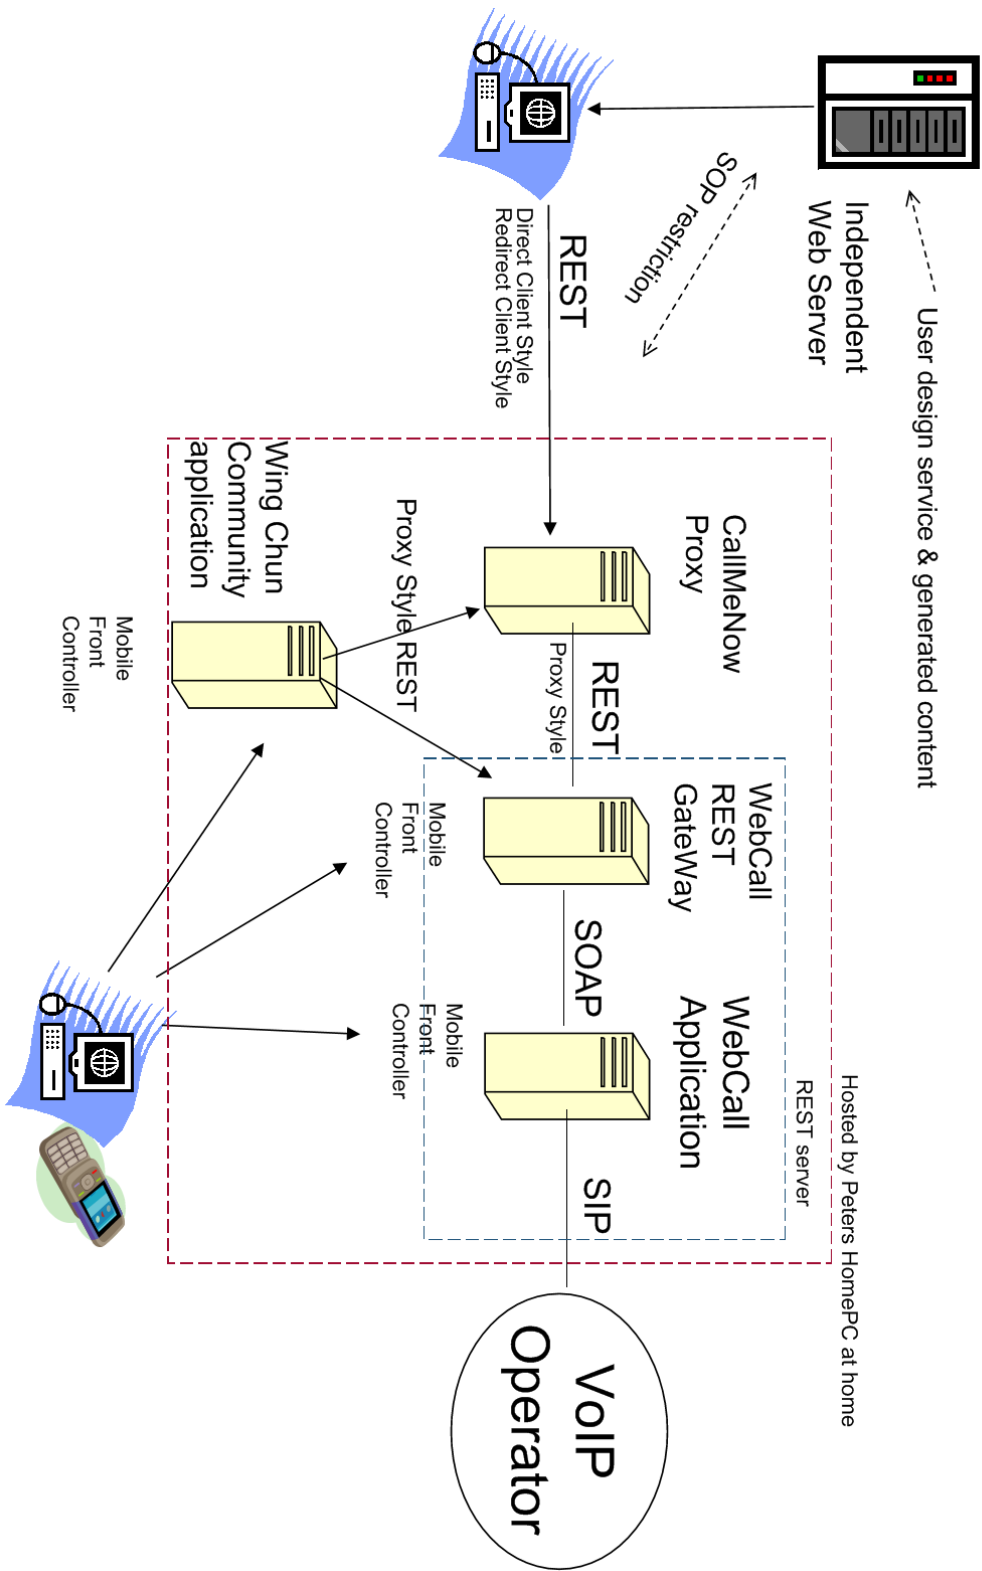 User design service & generated content
Independent
Web Server
SOP restriction
REST
Direct Client Style
Redirect Client Style
Hosted by Peters HomePC at home
REST server
CallMeNow
Proxy
REST
Proxy Style
WebCall
REST
GateWay
SOAP
WebCall
Application
SIP
VoIP
Operator
Proxy Style REST
Wing Chun
Community
application
Mobile
Front
Controller
Mobile
Front
Controller
Mobile
Front
Controller